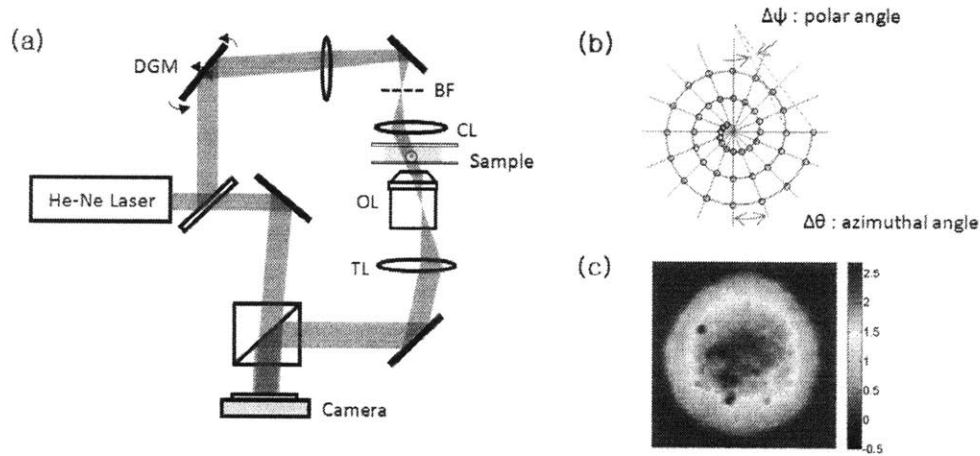 (a)
DGM
BF
CL
Sample
He-Ne Laser
OL
TL
Camera
(b)
Δψ : polar angle
Δθ : azimuthal angle
(c)
2.5
2
1.5
1
0.5
0
-0.5